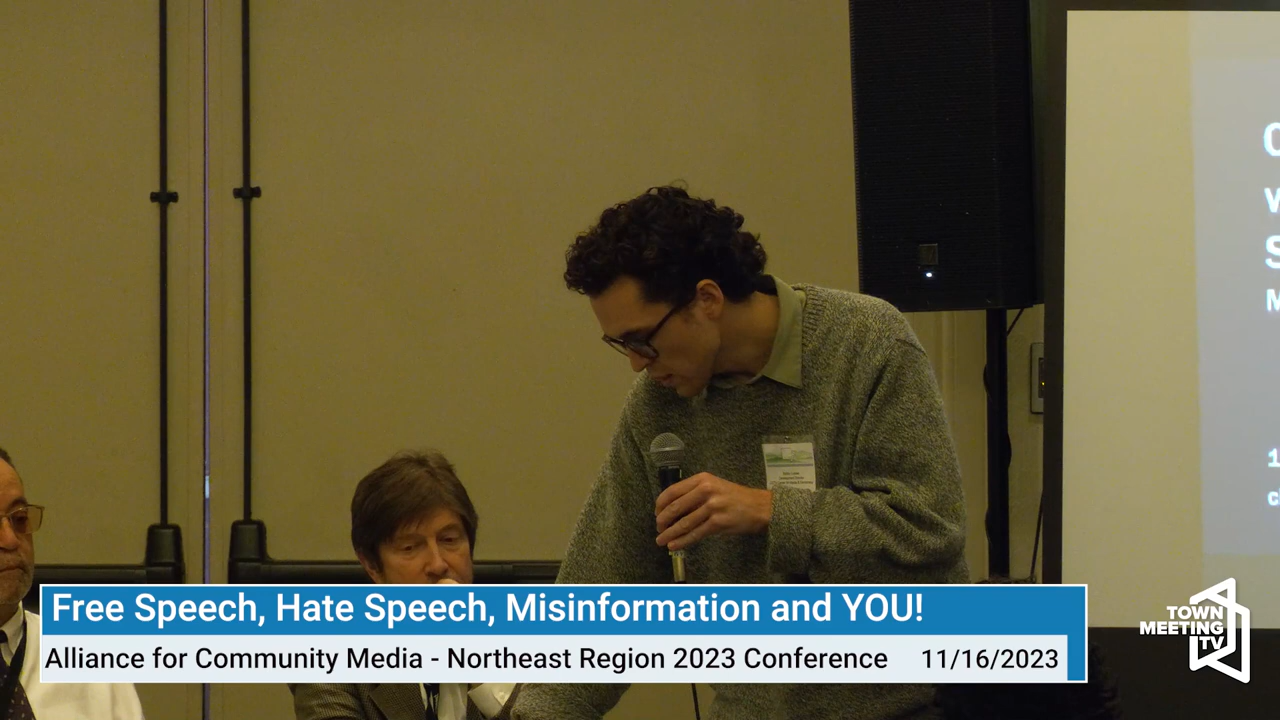 Free Speech, Hate Speech, Misinformation and YOU!
Alliance for Community Media - Northeast Region 2023 Conference 11/16/2023
TOWN
MEETING
TV